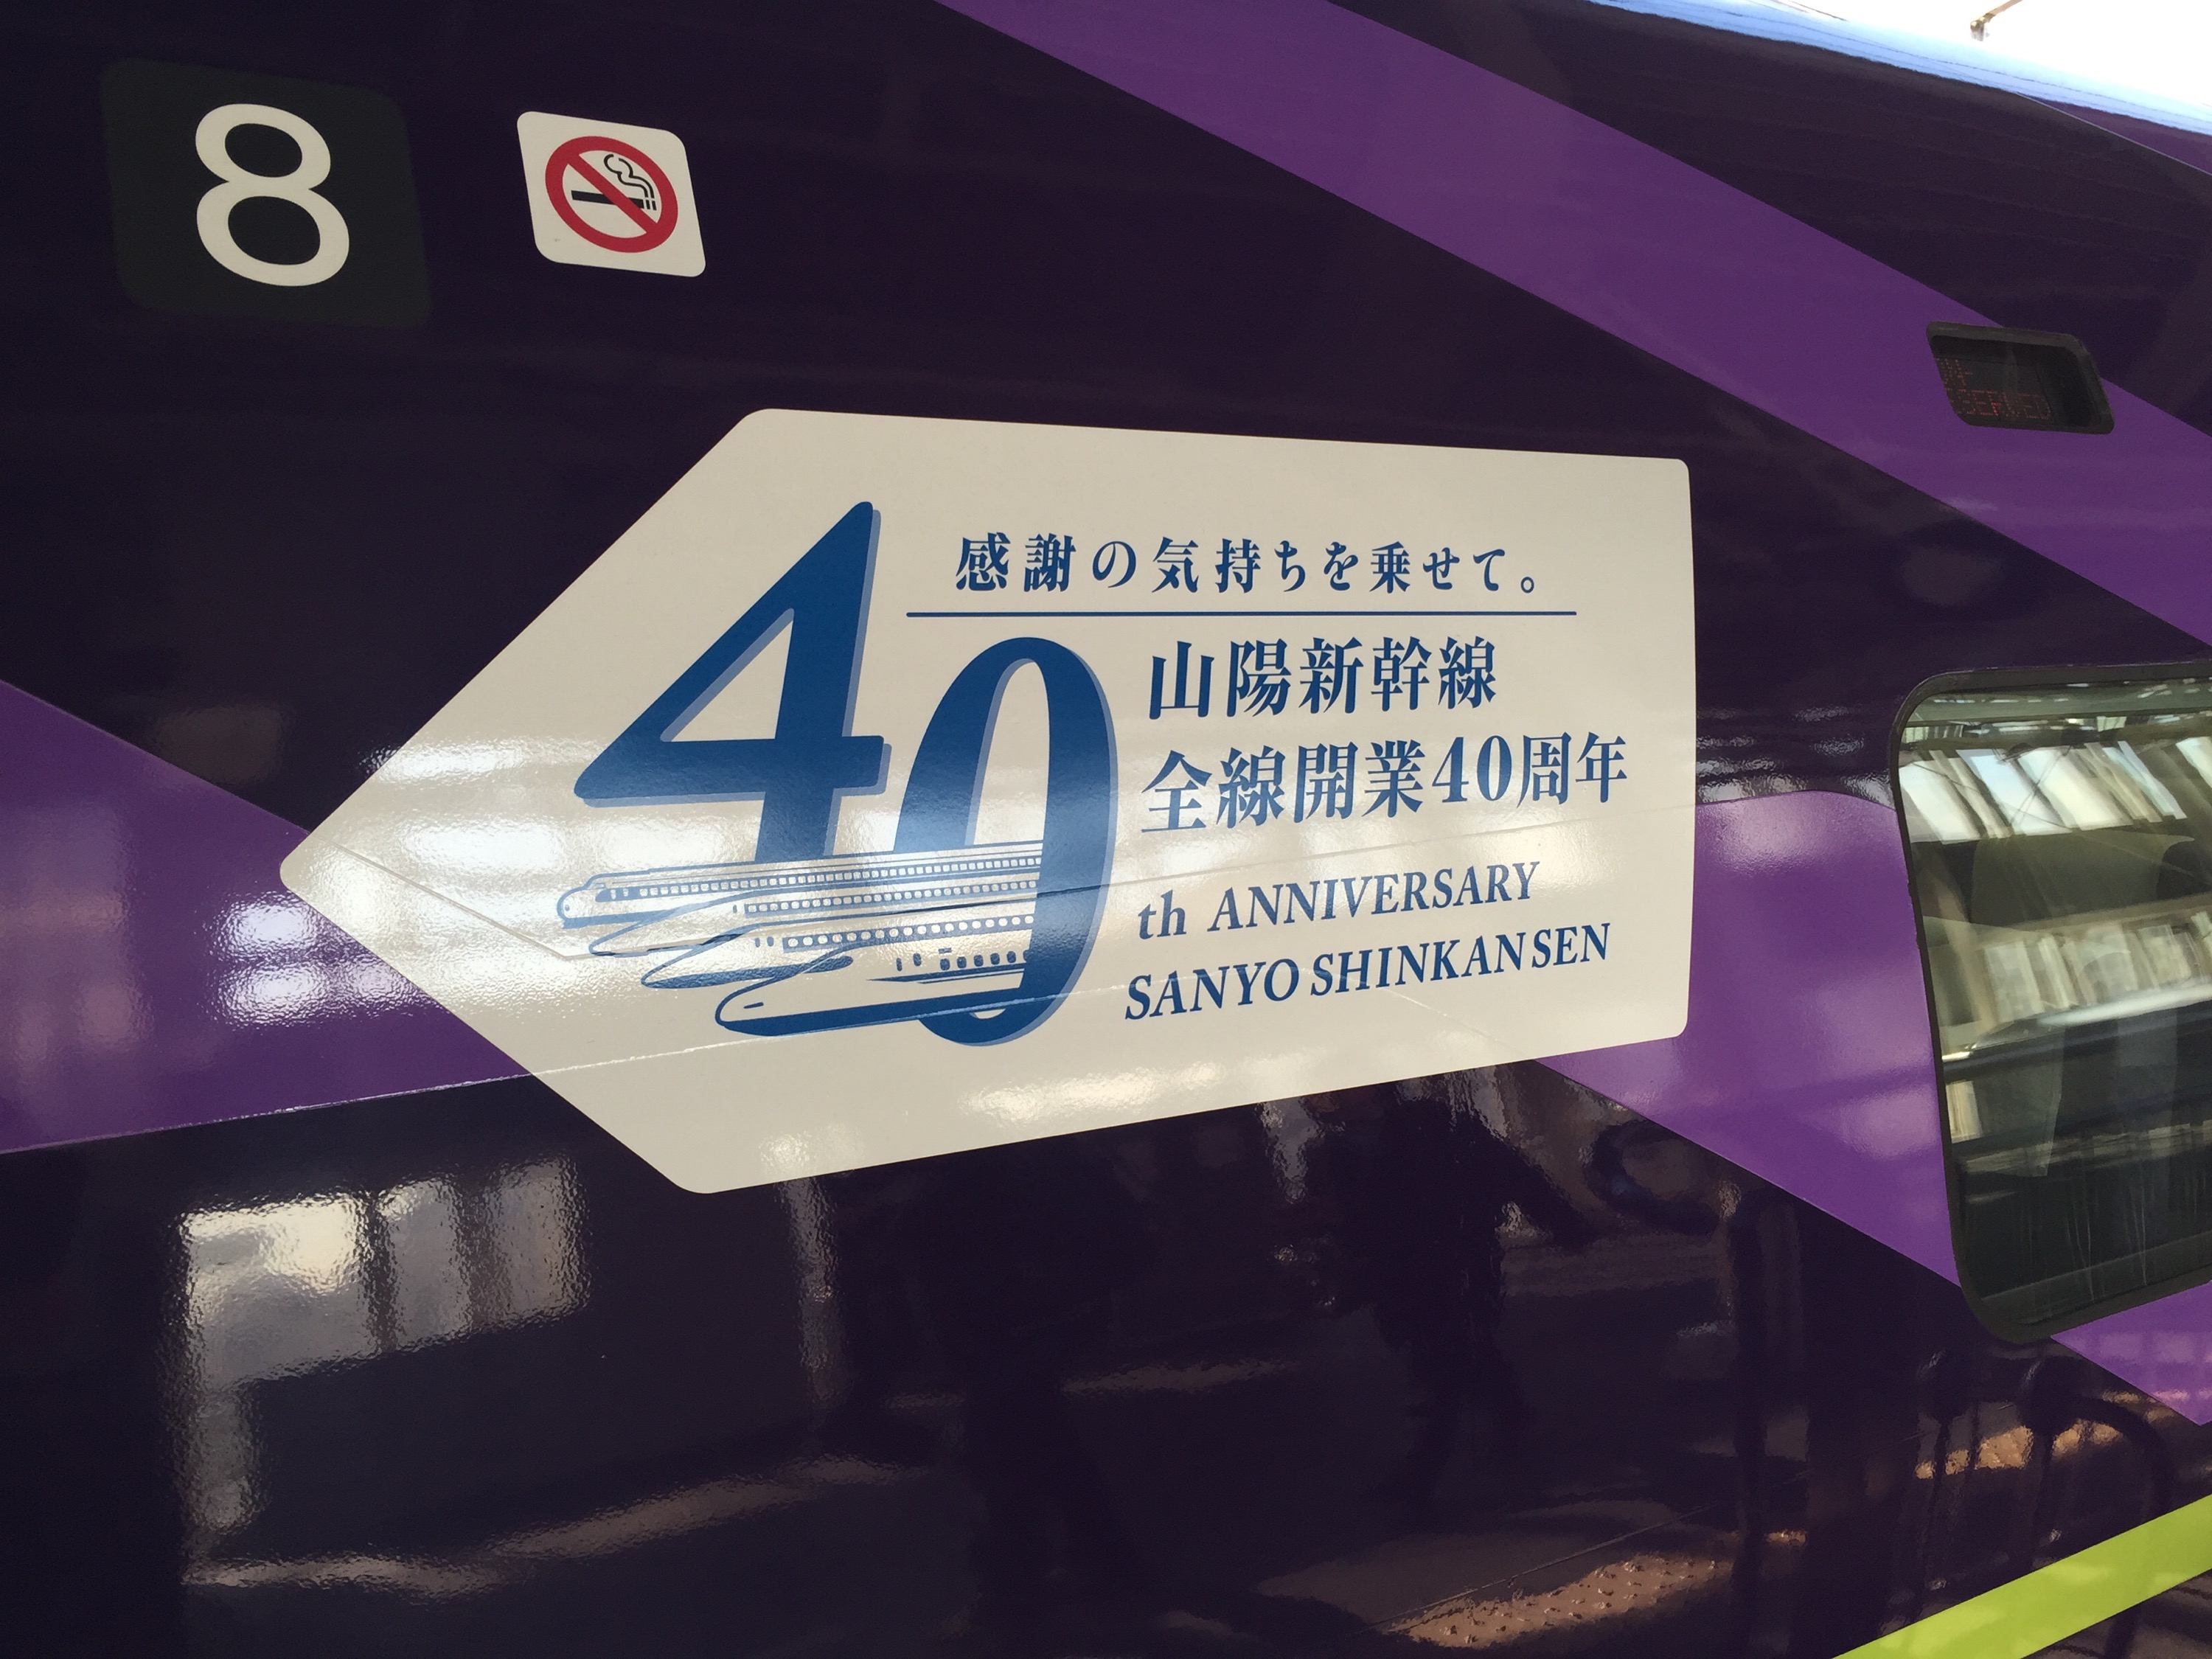 8
感謝の気持ちを乗せて。
40
山陽新幹線
全線開業40周年
th ANNIVERSARY
SANYO SHINKANSEN